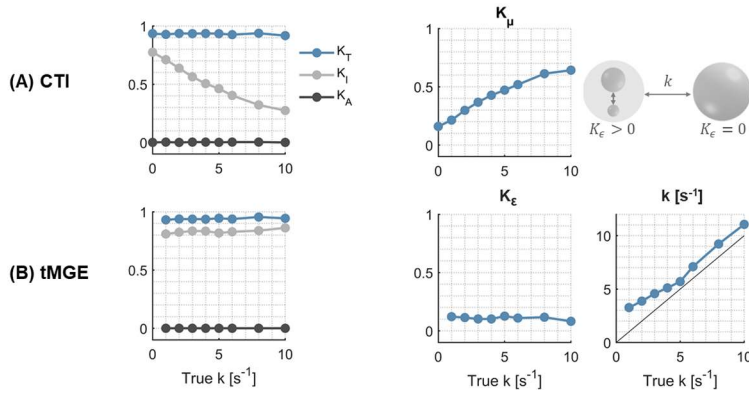 (A) CTI
1
0.5
0
0
5
10
K_T
K_I
K_A
K_μ
1
0.5
0
0
5
10
k
K_ϵ > 0
K_ϵ = 0
(B) tMGE
1
0.5
0
0
5
10
True k [s⁻¹]
K_ε
1
0.5
0
0
5
10
True k [s⁻¹]
k [s⁻¹]
10
5
0
0
5
10
True k [s⁻¹]